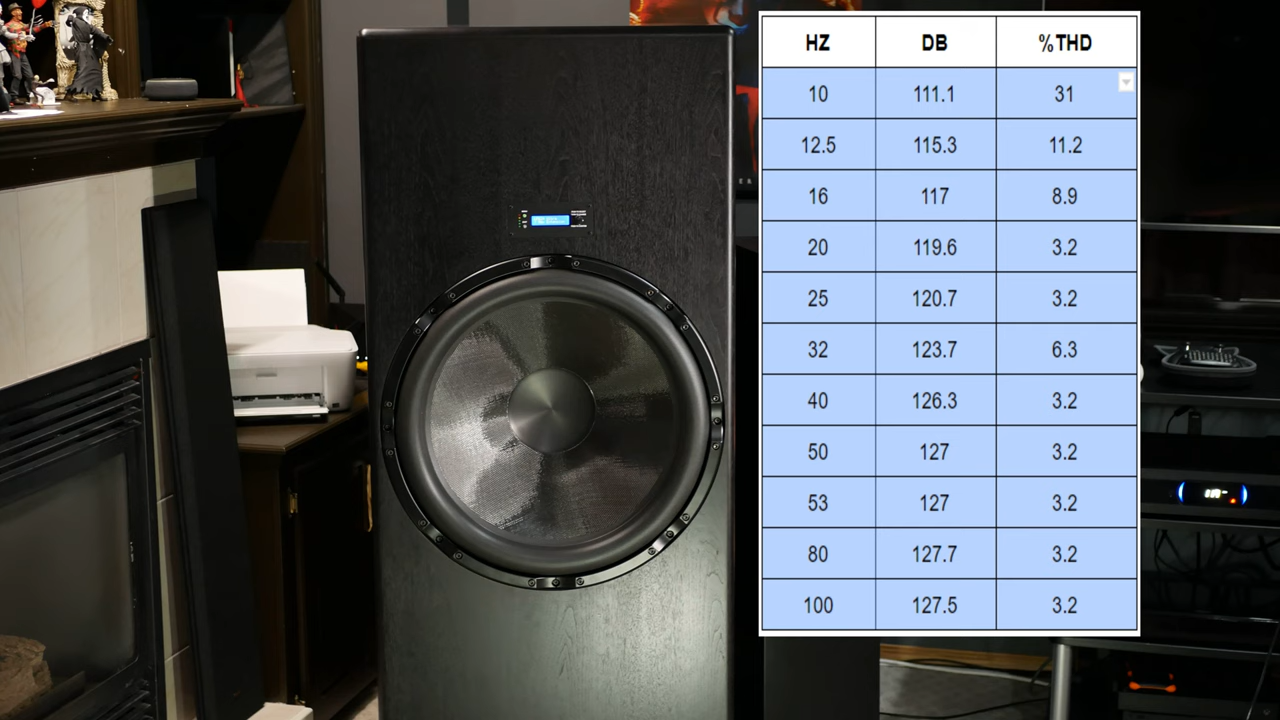 HZ DB %THD
10 111.1 31
12.5 115.3 11.2
16 117 8.9
20 119.6 3.2
25 120.7 3.2
32 123.7 6.3
40 126.3 3.2
50 127 3.2
53 127 3.2
80 127.7 3.2
100 127.5 3.2